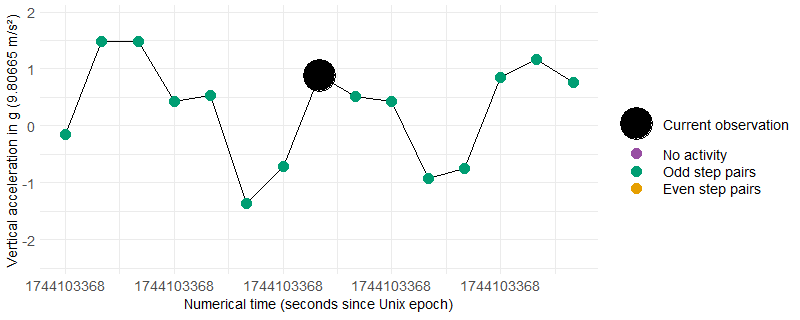 Vertical acceleration in g (9.80665 m/s²)
2
1
0
-1
-2
1744103368 1744103368 1744103368 1744103368 1744103368
Numerical time (seconds since Unix epoch)
Current observation
No activity
Odd step pairs
Even step pairs